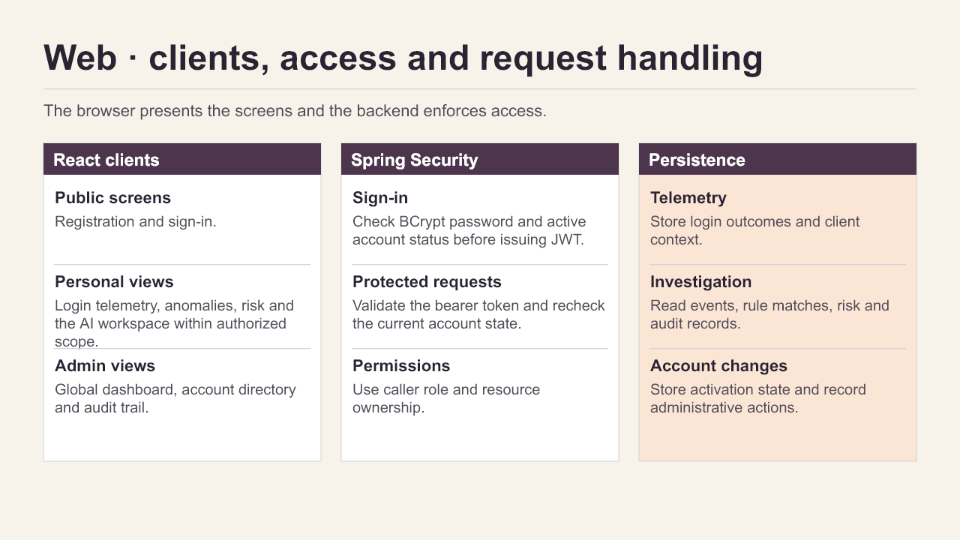 Web · clients, access and request handling
The browser presents the screens and the backend enforces access.
React clients
Public screens
Registration and sign-in.
Personal views
Login telemetry, anomalies, risk and
the AI workspace within authorized
scope.
Admin views
Global dashboard, account directory
and audit trail.
Spring Security
Sign-in
Check BCrypt password and active
account status before issuing JWT.
Protected requests
Validate the bearer token and recheck
the current account state.
Permissions
Use caller role and resource
ownership.
Persistence
Telemetry
Store login outcomes and client
context.
Investigation
Read events, rule matches, risk and
audit records.
Account changes
Store activation state and record
administrative actions.